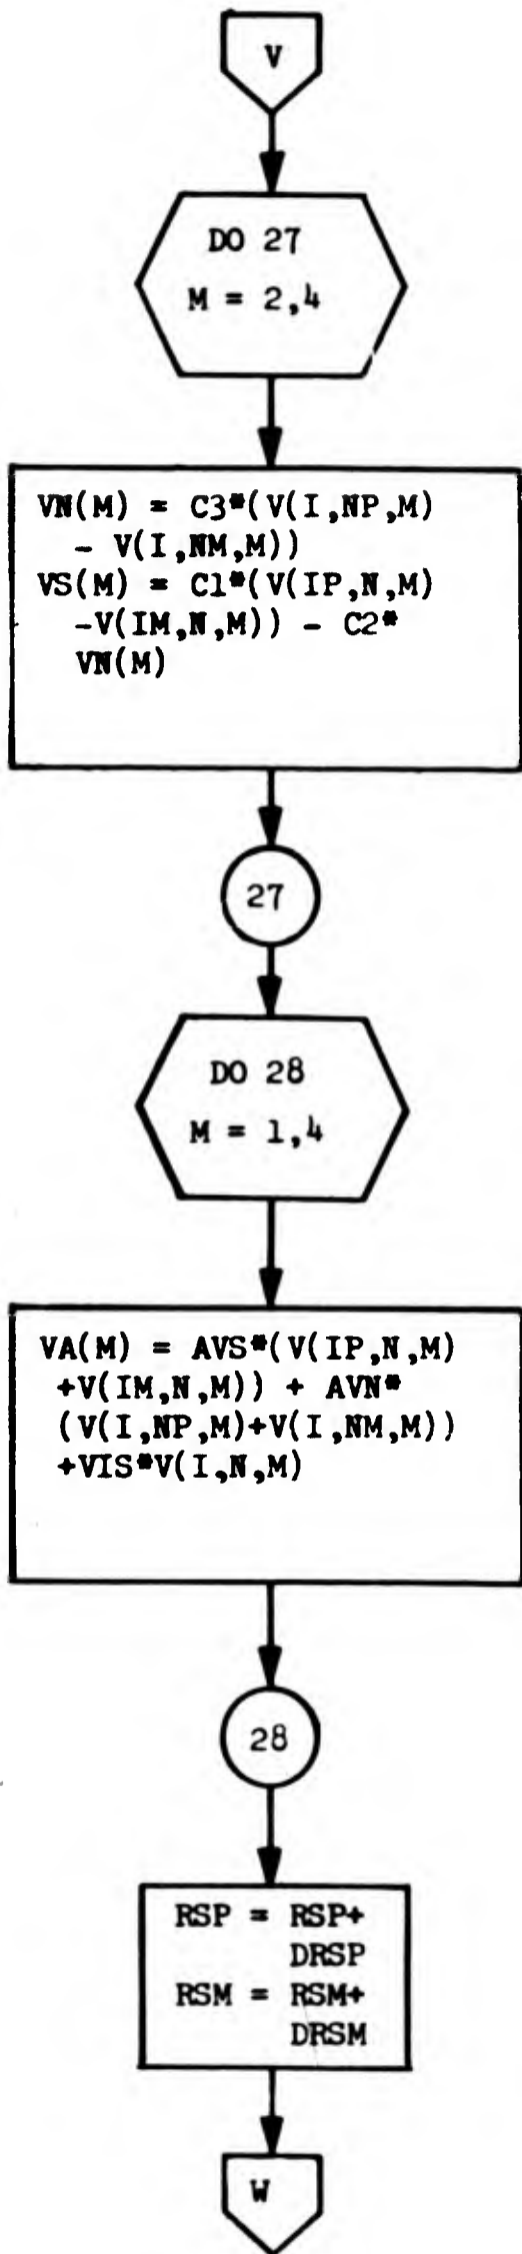 V
DO 27
M = 2,4
VN(M) = C3*(V(I,NP,M)
- V(I,NM,M))
VS(M) = C1*(V(IP,N,M)
-V(IM,N,M)) - C2*
VN(M)
27
DO 28
M = 1,4
VA(M) = AVS*(V(IP,N,M)
+V(IM,N,M)) + AVN*
(V(I,NP,M)+V(I,NM,M))
+VIS*V(I,N,M)
28
RSP = RSP+
DRSP
RSM = RSM+
DRSM
W